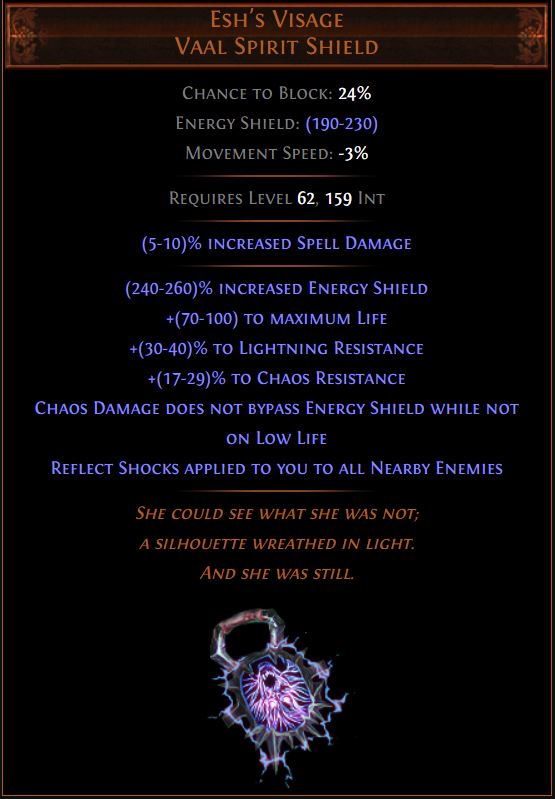 Esh's Visage
Vaal Spirit Shield
Chance to Block: 24%
Energy Shield: (190-230)
Movement Speed: -3%
Requires Level 62, 159 Int
(5-10)% increased Spell Damage
(240-260)% increased Energy Shield
+(70-100) to maximum Life
+(30-40)% to Lightning Resistance
+(17-29)% to Chaos Resistance
Chaos Damage does not bypass Energy Shield while not
on Low Life
Reflect Shocks applied to you to all Nearby Enemies
She could see what she was not;
a silhouette wreathed in light.
And she was still.